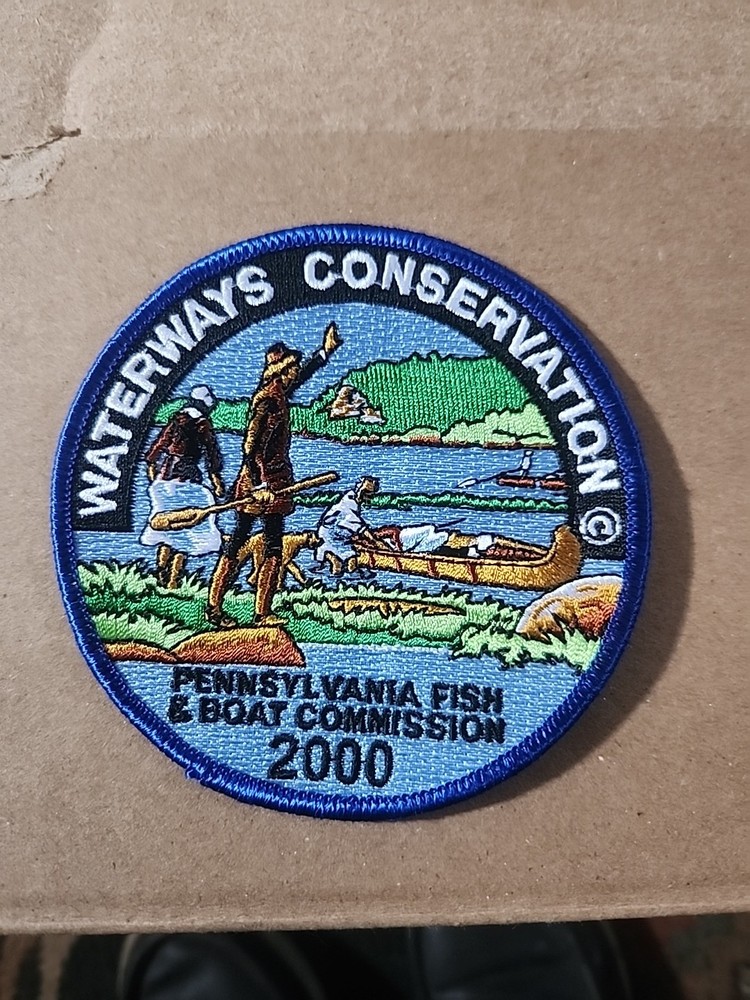 WATERWAYS CONSERVATION ©
PENNSYLVANIA FISH
& BOAT COMMISSION
2000